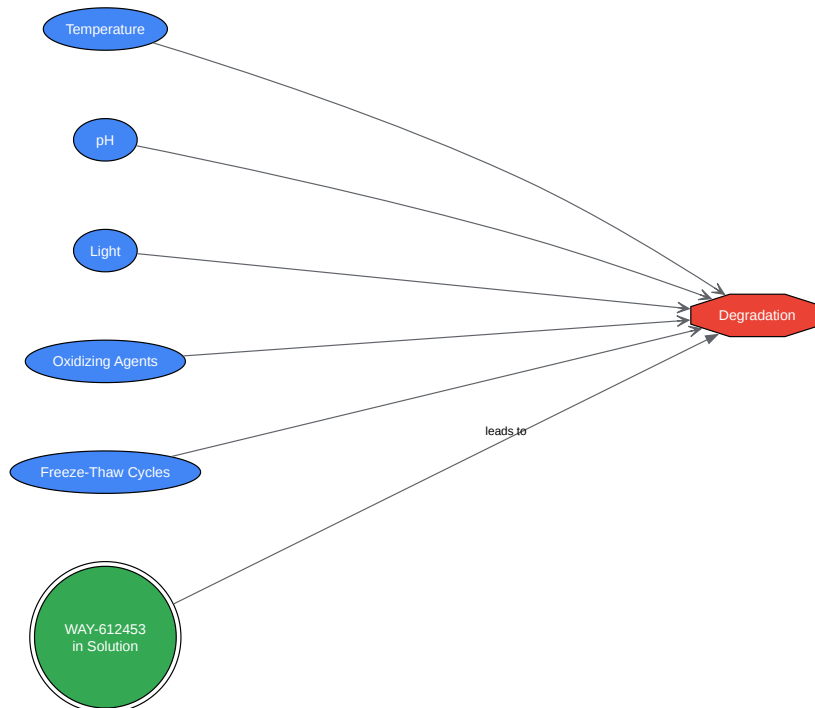 Temperature
pH
Light
Degradation
Oxidizing Agents
leads to
Freeze-Thaw Cycles
WAY-612453
in Solution